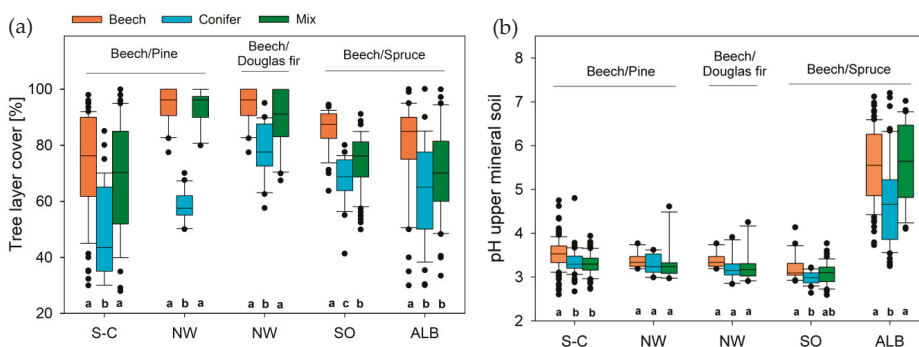 (a) Beech Conifer Mix
Beech/Pine
Beech/
Douglas fir
Beech/Spruce
Tree layer cover [%]
100
80
60
40
20
a b a a b a a b a a c b a b b
S-C NW NW SO ALB
(b)
Beech/Pine
Beech/
Douglas fir
Beech/Spruce
pH upper mineral soil
8
7
6
5
4
3
2
a b b a a a a a a a b ab a b a
S-C NW NW SO ALB